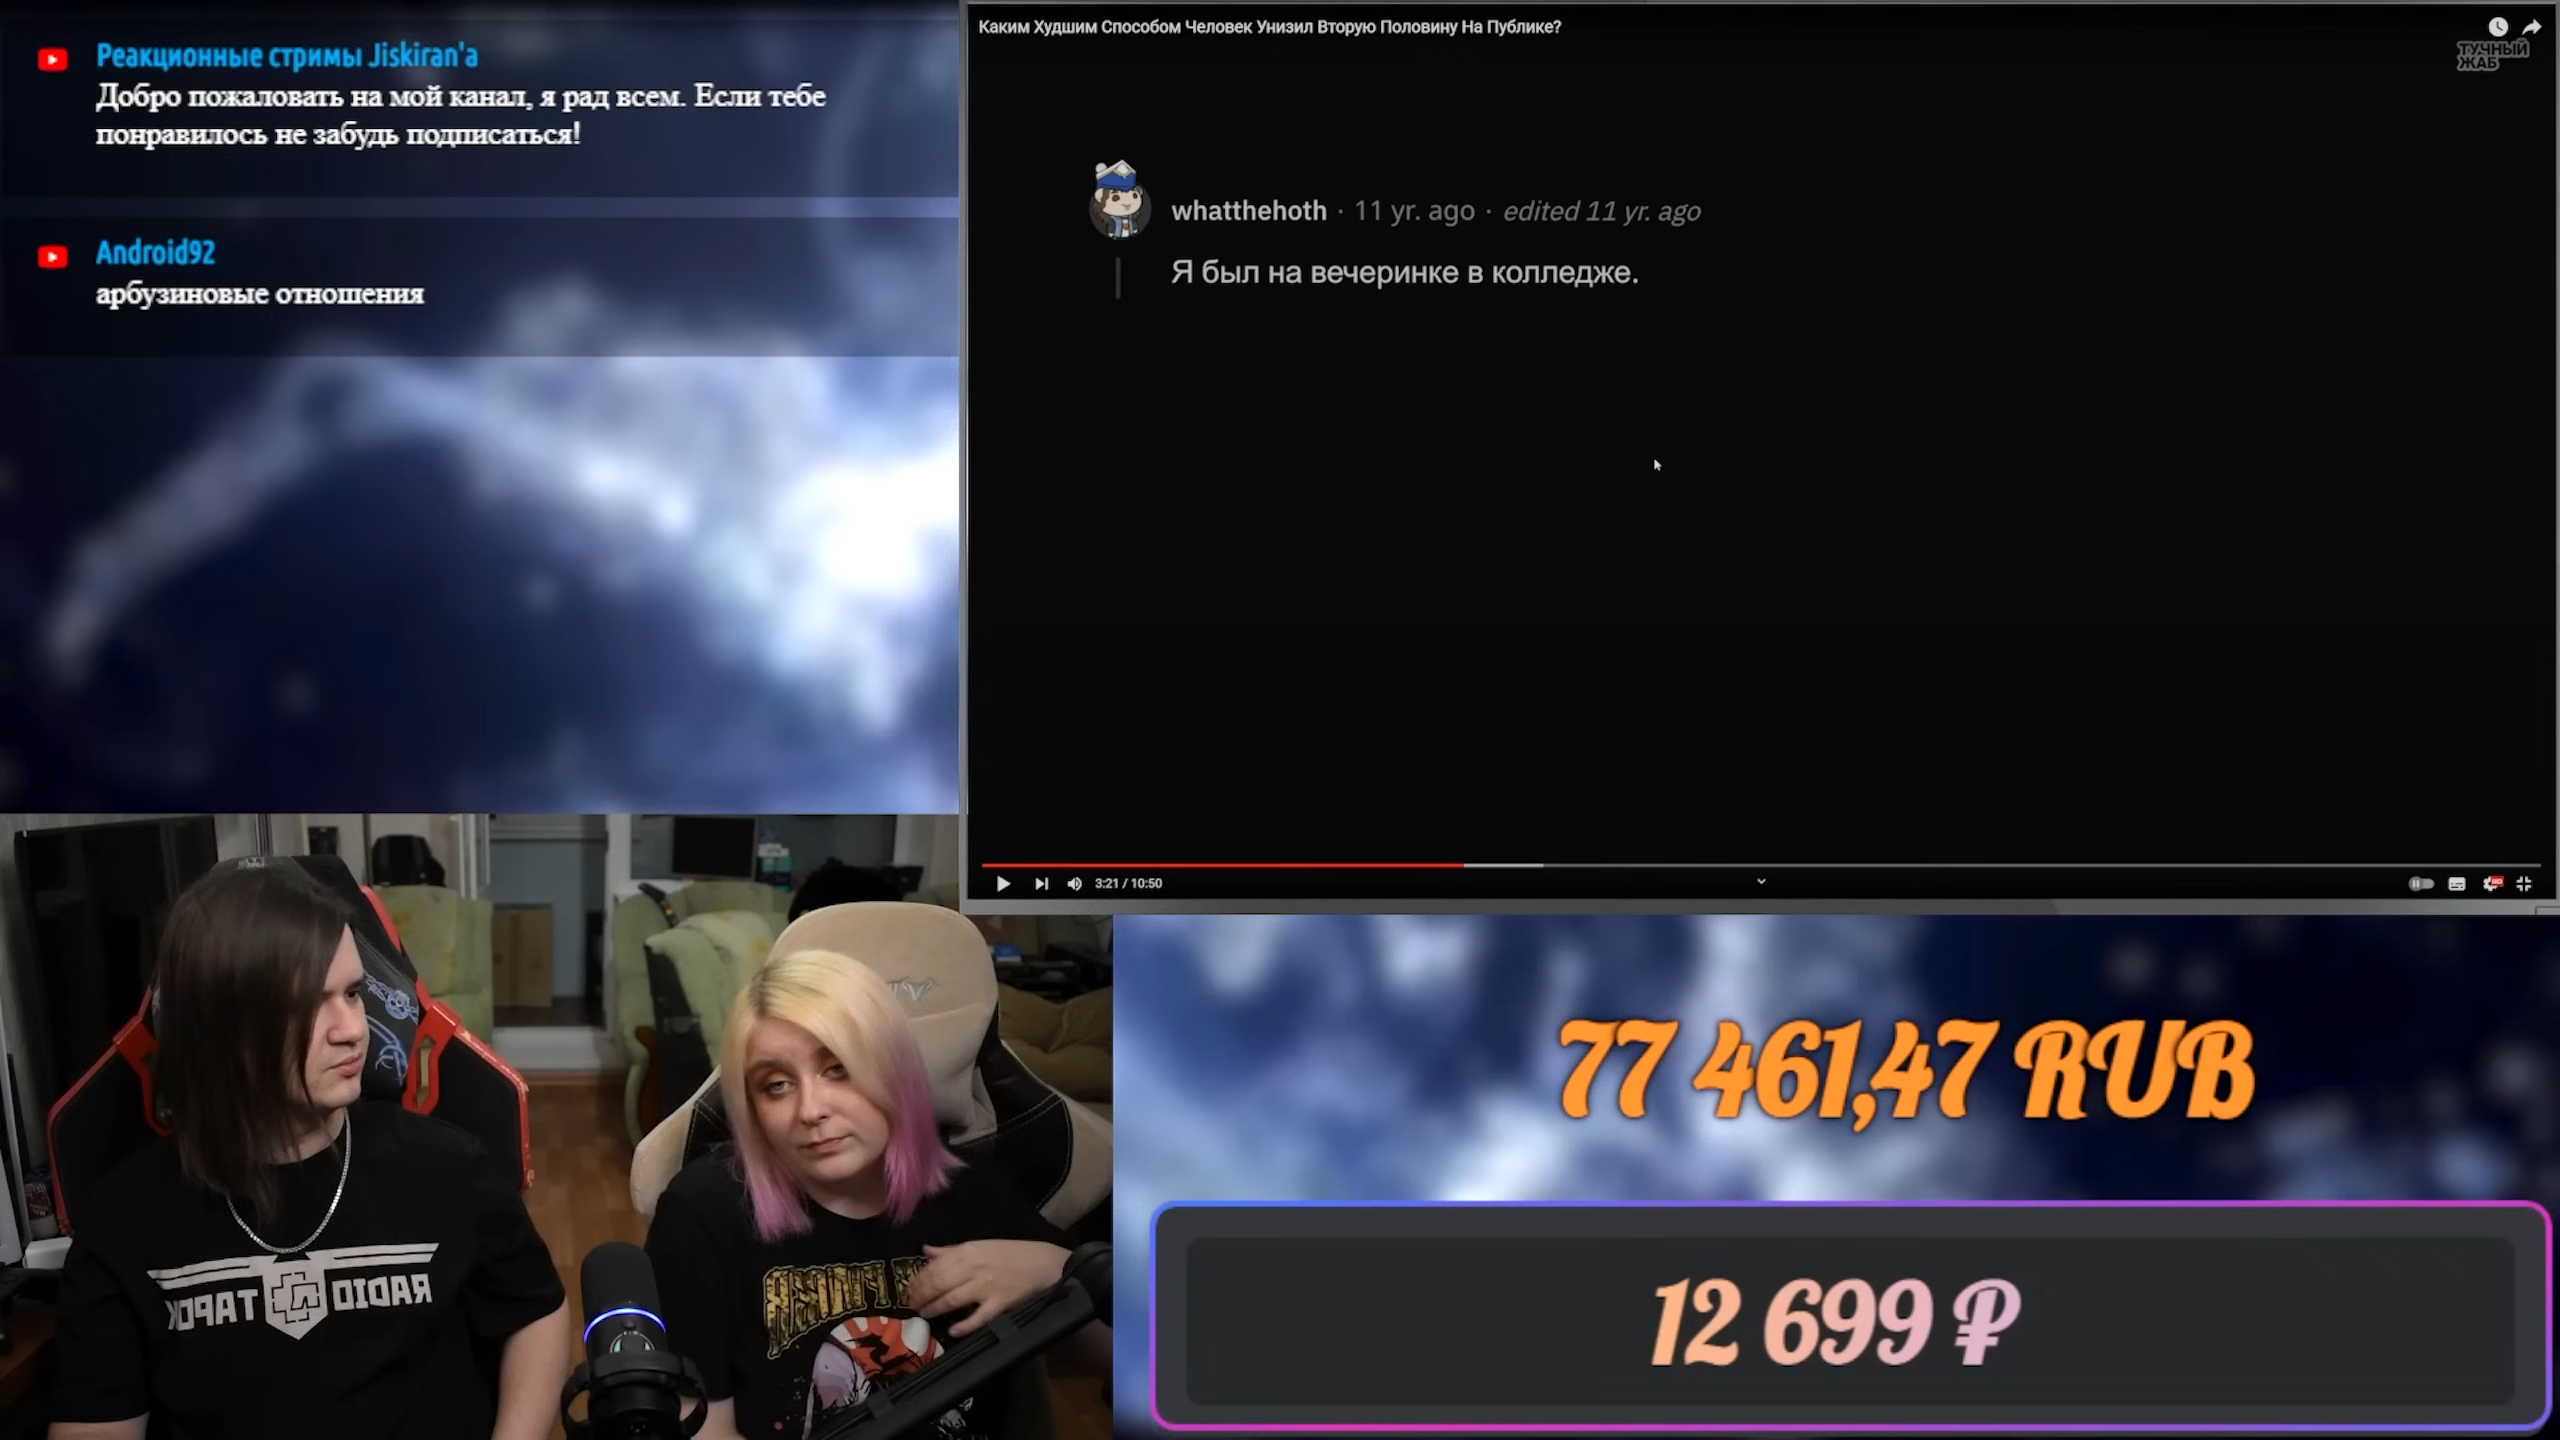 Реакционные стримы Jiskiran'a
Добро пожаловать на мой канал, я рад всем. Если тебе
понравилось не забудь подписаться!
Android92
арбузиновые отношения
Каким Худшим Способом Человек Унизил Вторую Половину На Публике?
ТУЧНЫЙ
ЖАБ
whatthehoth · 11 yr. ago · edited 11 yr. ago
Я был на вечеринке в колледже.
3:21 / 10:50
HD
RADIO ТАРОК
77 461,47 RUB
12 699 ₽